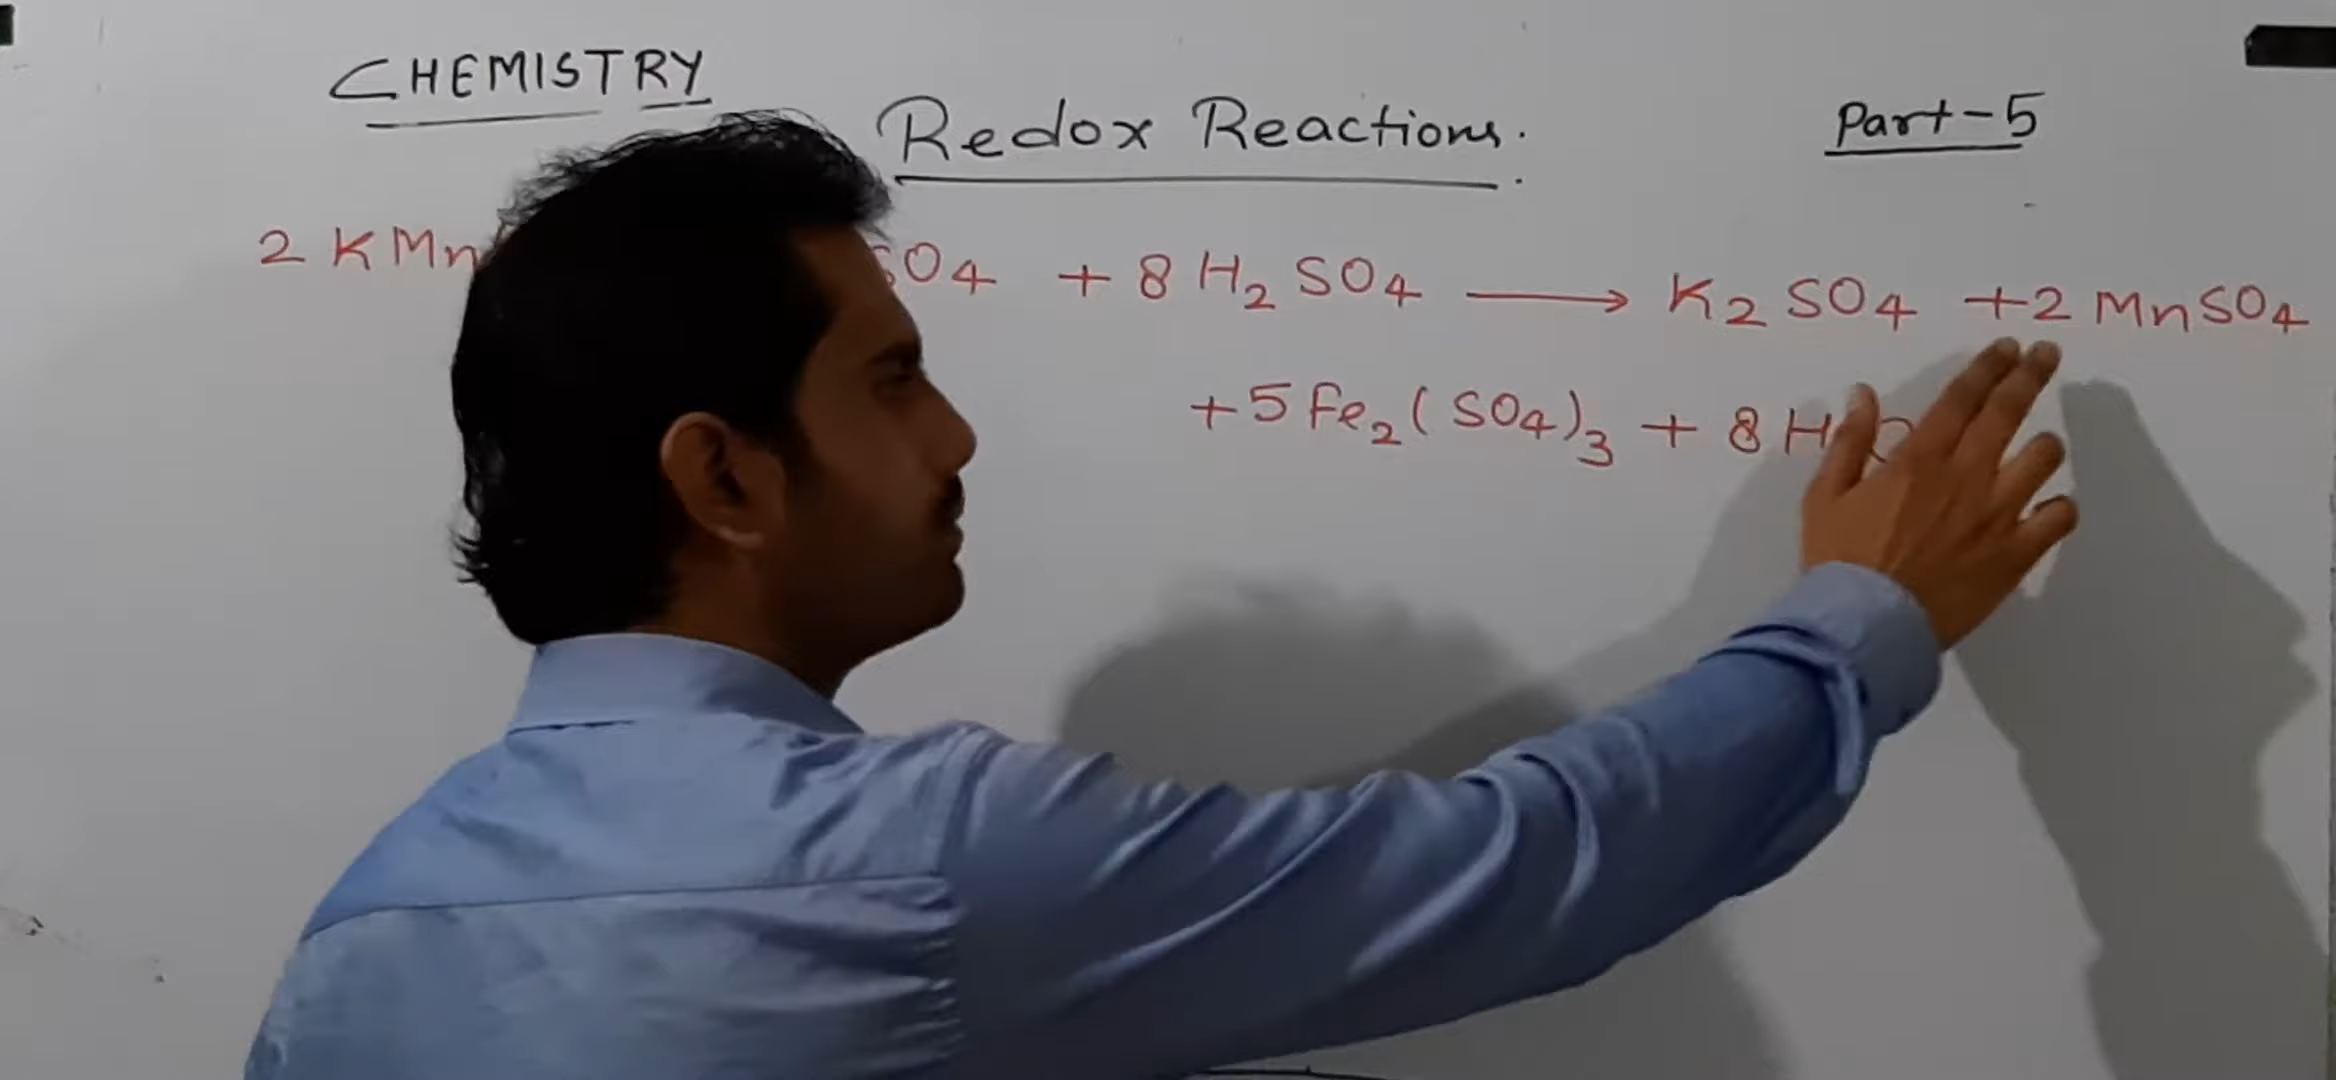 CHEMISTRY
Redox Reactions.
Part-5
2 KMn SO4 + 8 H2 SO4 → K2 SO4 +2 MnSO4
+5 Fe2(SO4)3 + 8 H